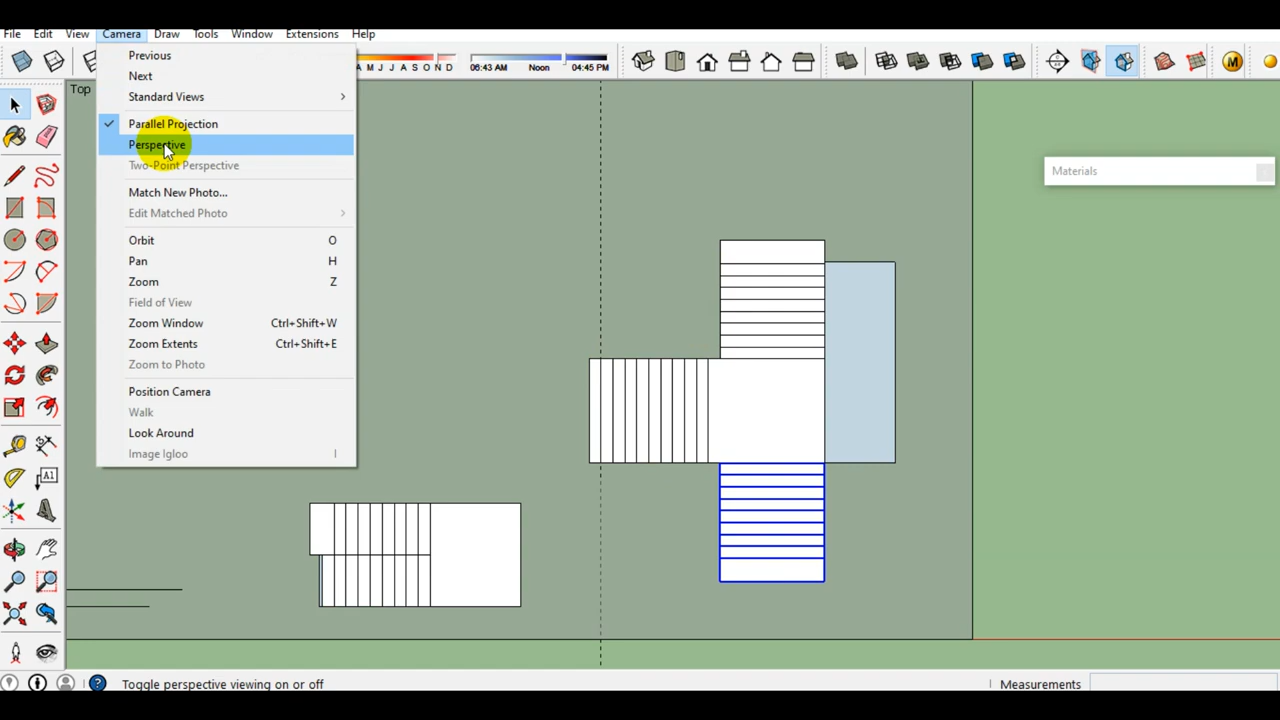 File Edit View Camera Draw Tools Window Extensions Help
J F M A M J J A S O N D 06:43 AM Noon 04:45 PM
Top
Previous
Next
Standard Views
Parallel Projection
Perspective
Two-Point Perspective
Match New Photo...
Edit Matched Photo
Orbit O
Pan H
Zoom Z
Field of View
Zoom Window Ctrl+Shift+W
Zoom Extents Ctrl+Shift+E
Zoom to Photo
Position Camera
Walk
Look Around
Image Igloo I
Materials
A1
M
Toggle perspective viewing on or off
Measurements